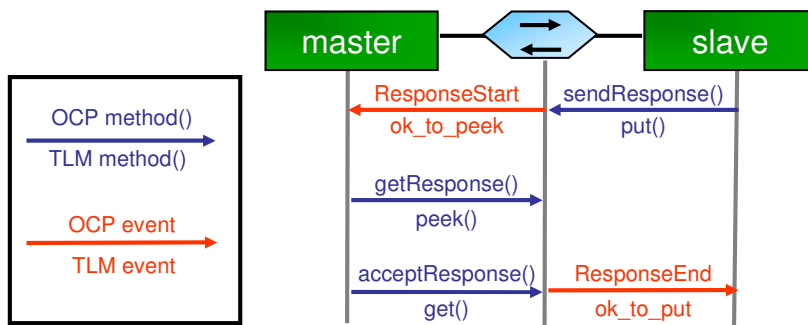 master
slave
OCP method()
TLM method()
OCP event
TLM event
ResponseStart
ok_to_peek
sendResponse()
put()
getResponse()
peek()
acceptResponse()
get()
ResponseEnd
ok_to_put